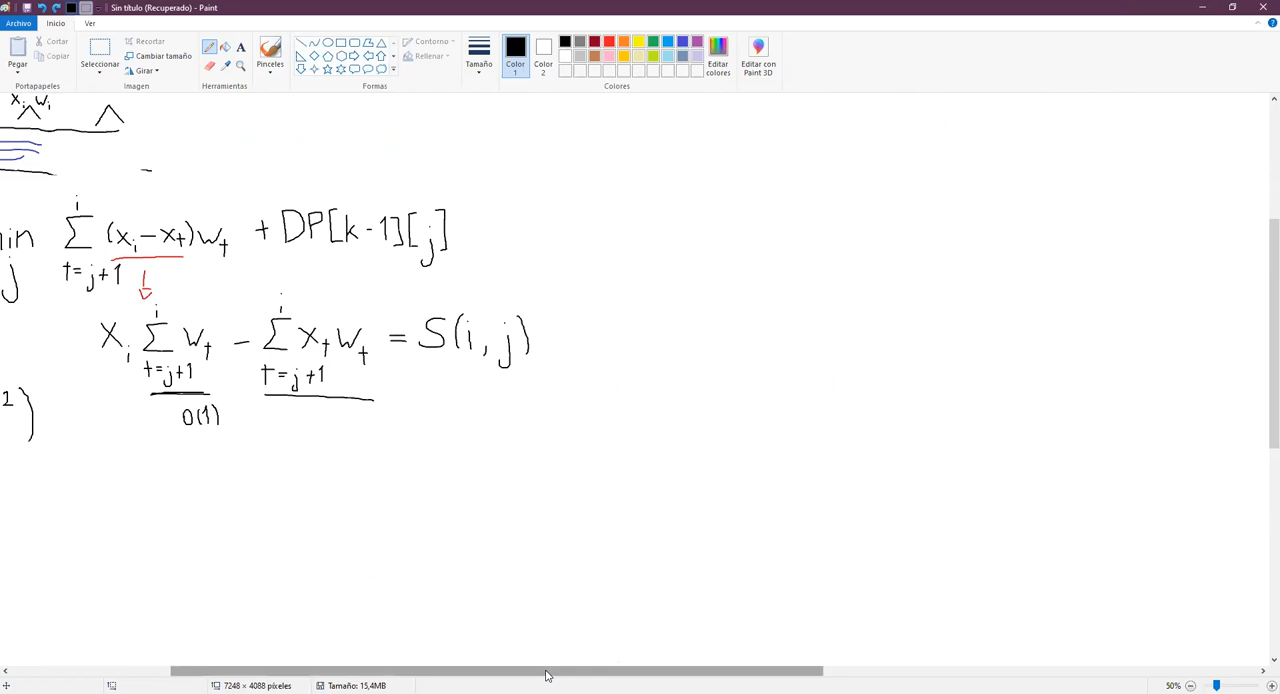 Sin título (Recuperado) - Paint
Archivo Inicio Ver
Pegar Cortar Copiar Portapapeles
Seleccionar Recortar Cambiar tamaño Girar Imagen
Herramientas
Pinceles
Contorno Rellenar Formas
Tamaño
Color 1 Color 2 Editar colores Colores
Editar con Paint 3D
x_i w_i
in j Σ_{t=j+1}^{i} (x_i-x_t)w_t + DP[k-1][j]
X_i Σ_{t=j+1}^{i} w_t - Σ_{t=j+1}^{i} x_t w_t = S(i, j)
O(1)
1)
7248 × 4088 píxeles Tamaño: 15,4MB 50%